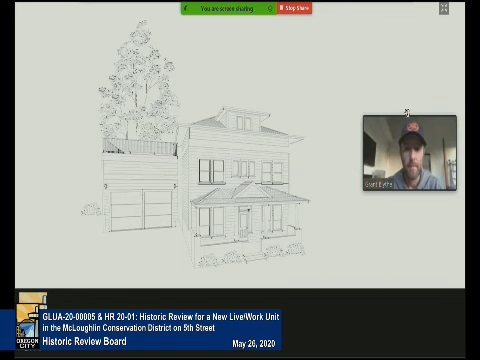 You are screen sharing
Stop Share
Grant Blythe
GLUA-20-00005 & HR 20-01: Historic Review for a New Live/Work Unit
in the McLoughlin Conservation District on 5th Street
Historic Review Board
May 26, 2020
OREGON
CITY